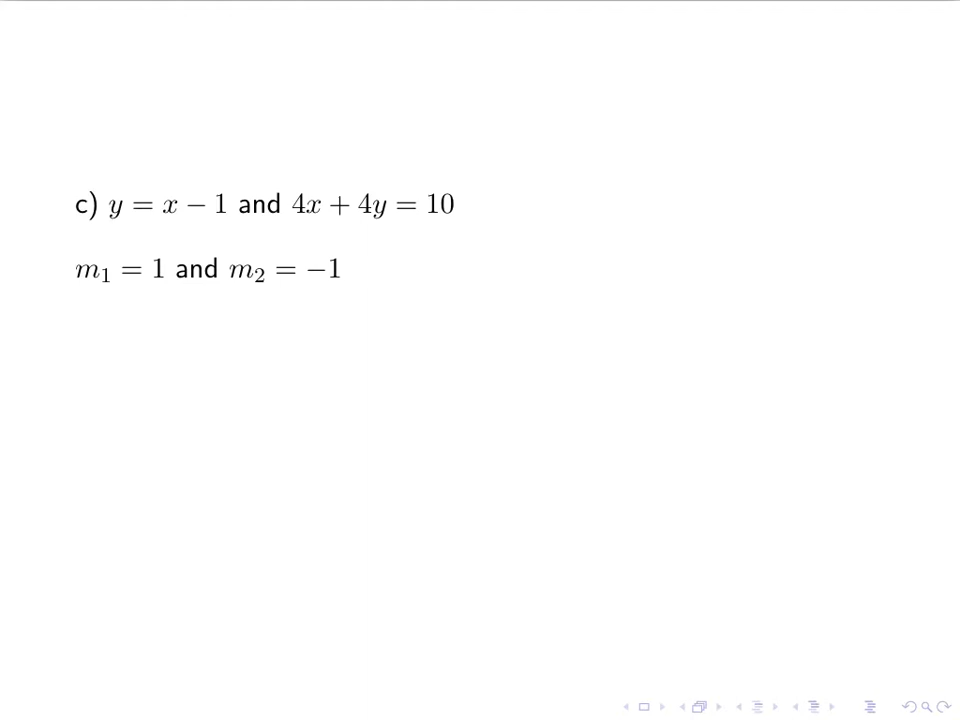 c) y = x − 1 and 4x + 4y = 10
m₁ = 1 and m₂ = −1